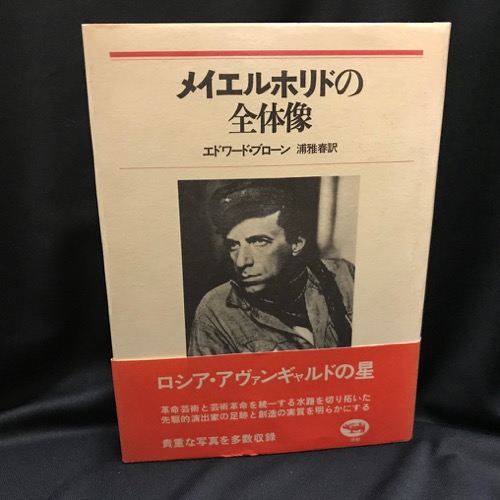 メイエルホリドの
全体像
エドワード・ブローン 浦雅春訳
ロシア・アヴァンギャルドの星
革命芸術と芸術革命を統一する水路を切り拓いた
先駆的演出家の足跡と創造の実質を明らかにする
貴重な写真を多数収録